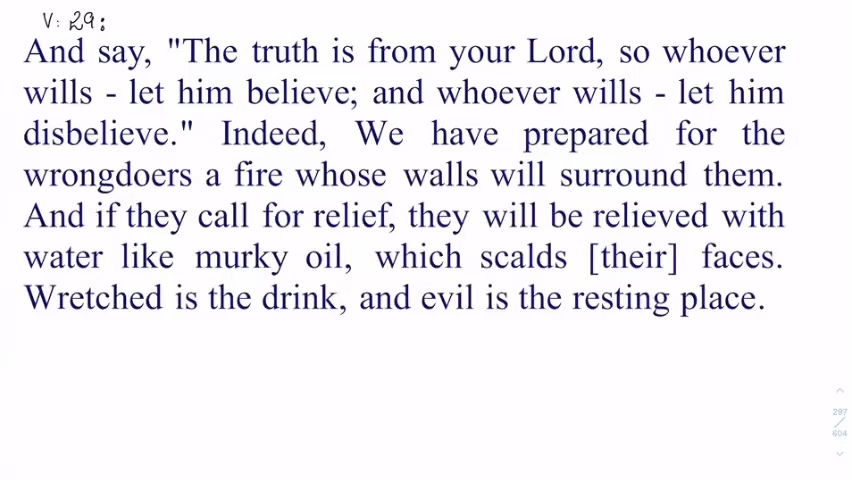 V: 29:
And say, "The truth is from your Lord, so whoever
wills - let him believe; and whoever wills - let him
disbelieve." Indeed, We have prepared for the
wrongdoers a fire whose walls will surround them.
And if they call for relief, they will be relieved with
water like murky oil, which scalds [their] faces.
Wretched is the drink, and evil is the resting place.
297
/
604